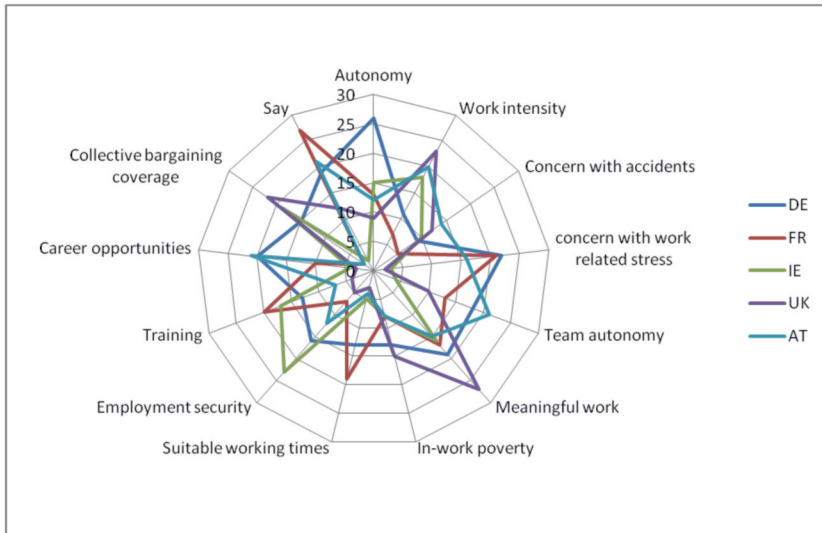 Autonomy
Work intensity
Concern with accidents
concern with work
related stress
Team autonomy
Meaningful work
In-work poverty
Suitable working times
Employment security
Training
Career opportunities
Collective bargaining
coverage
Say
30
25
20
15
10
5
0
DE
FR
IE
UK
AT